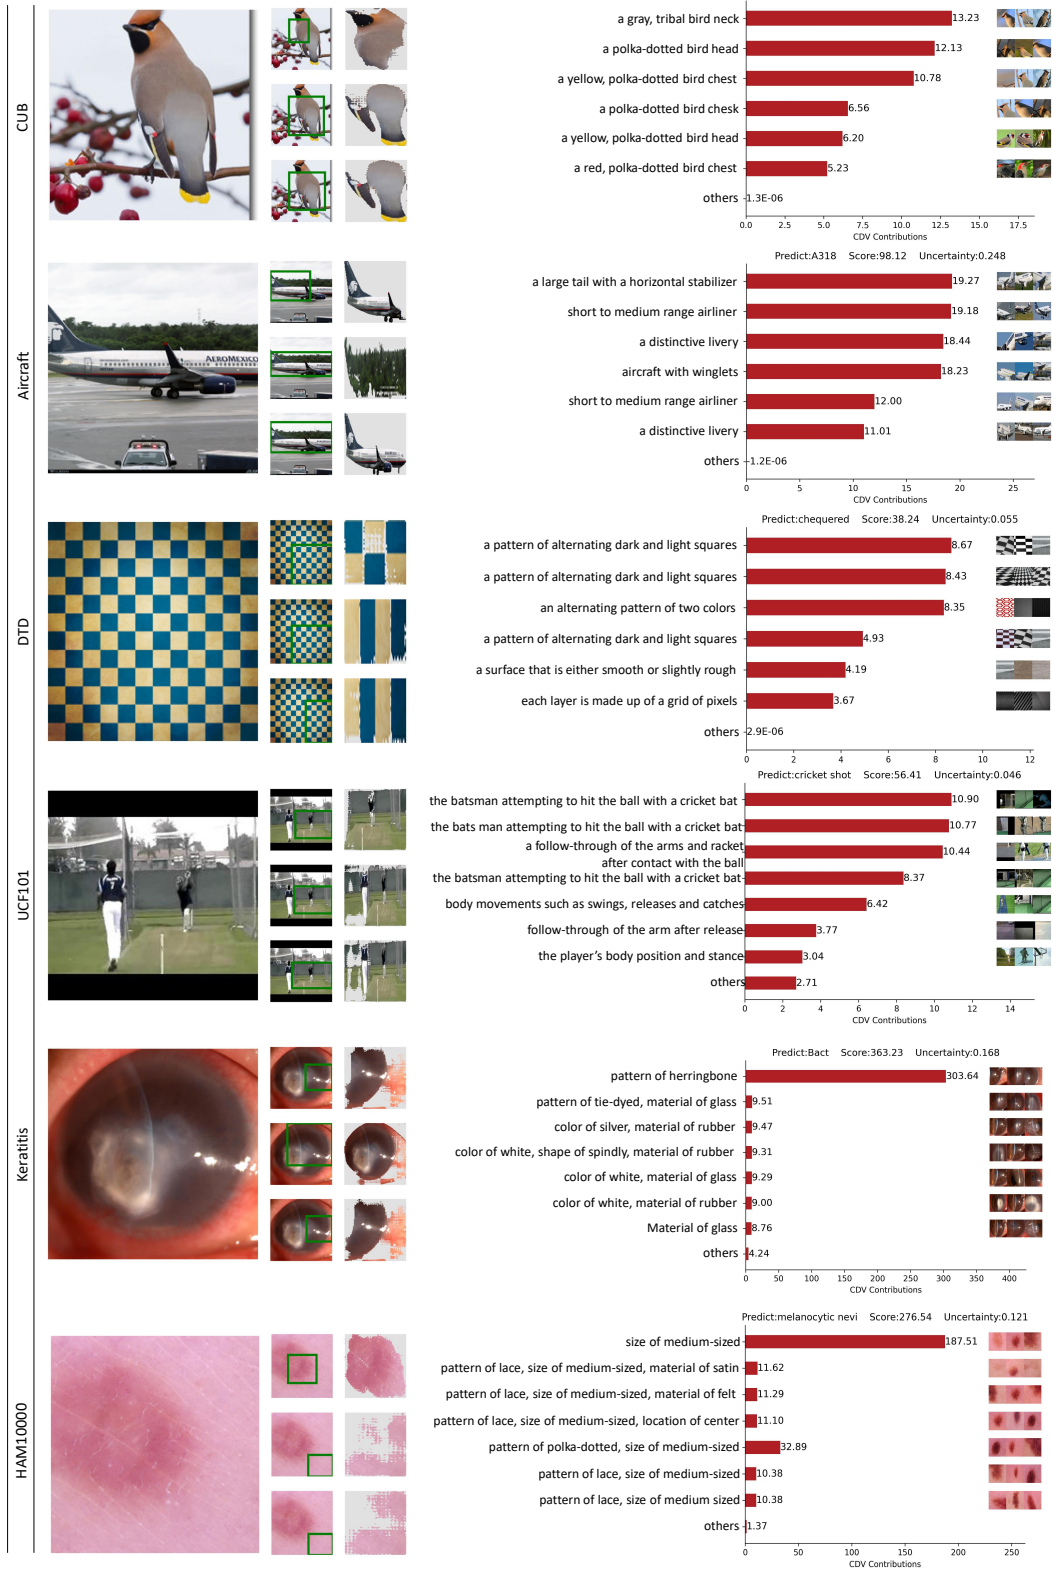 CUB
a gray, tribal bird neck
13.23
a polka-dotted bird head
12.13
a yellow, polka-dotted bird chest
10.78
a polka-dotted bird chesk
6.56
a yellow, polka-dotted bird head
6.20
a red, polka-dotted bird chest
5.23
others
1.3E-06
0.0 2.5 5.0 7.5 10.0 12.5 15.0 17.5
CDV Contributions
Aircraft
AEROMEXICO
Predict:A318 Score:98.12 Uncertainty:0.248
a large tail with a horizontal stabilizer
19.27
short to medium range airliner
19.18
a distinctive livery
18.44
aircraft with winglets
18.23
short to medium range airliner
12.00
a distinctive livery
11.01
others
-1.2E-06
0 5 10 15 20 25
CDV Contributions
DTD
Predict:chequered Score:38.24 Uncertainty:0.055
a pattern of alternating dark and light squares
8.67
a pattern of alternating dark and light squares
8.43
an alternating pattern of two colors
8.35
a pattern of alternating dark and light squares
4.93
a surface that is either smooth or slightly rough
4.19
each layer is made up of a grid of pixels
3.67
others
2.9E-06
0 2 4 6 8 10 12
UCF101
Predict:cricket shot Score:56.41 Uncertainty:0.046
the batsman attempting to hit the ball with a cricket bat
10.90
the bats man attempting to hit the ball with a cricket bat
10.77
a follow-through of the arms and racket
after contact with the ball
10.44
the batsman attempting to hit the ball with a cricket bat
8.37
body movements such as swings, releases and catches
6.42
follow-through of the arm after release
3.77
the player's body position and stance
3.04
others
2.71
0 2 4 6 8 10 12 14
CDV Contributions
Keratitis
Predict:Bact Score:363.23 Uncertainty:0.168
pattern of herringbone
303.64
pattern of tie-dyed, material of glass
9.51
color of silver, material of rubber
9.47
color of white, shape of spindly, material of rubber
9.31
color of white, material of glass
9.29
color of white, material of rubber
9.00
Material of glass
8.76
others
4.24
0 50 100 150 200 250 300 350 400
CDV Contributions
HAM10000
Predict:melanocytic nevi Score:276.54 Uncertainty:0.121
size of medium-sized
187.51
pattern of lace, size of medium-sized, material of satin
11.62
pattern of lace, size of medium-sized, material of felt
11.29
pattern of lace, size of medium-sized, location of center
11.10
pattern of polka-dotted, size of medium-sized
32.89
pattern of lace, size of medium-sized
10.38
pattern of lace, size of medium sized
10.38
others
1.37
0 50 100 150 200 250
CDV Contributions